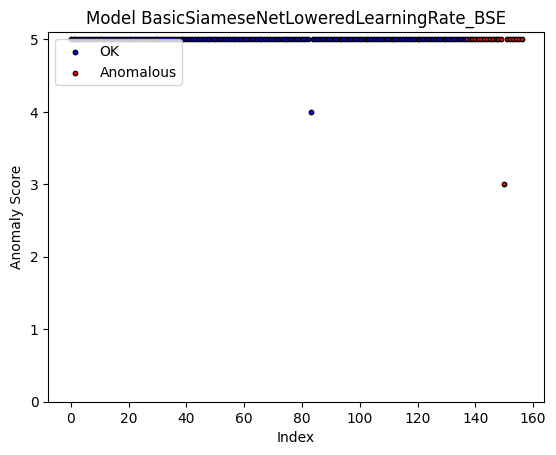 Model BasicSiameseNetLoweredLearningRate_BSE
5
OK
Anomalous
4
3
2
1
0
Anomaly Score
0 20 40 60 80 100 120 140 160
Index